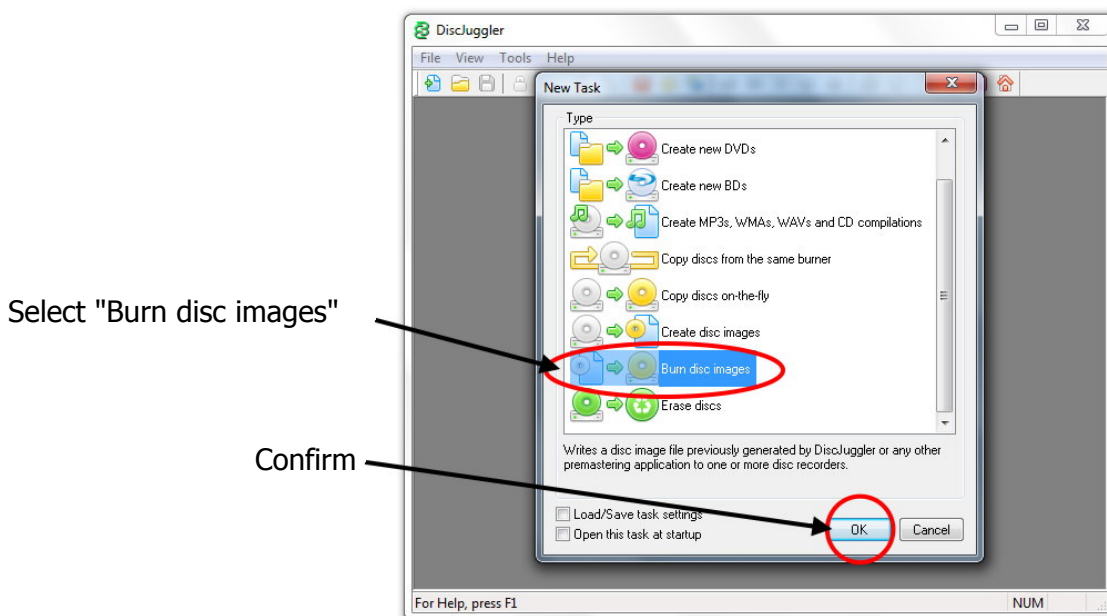 DiscJuggler
File View Tools Help
New Task
Type
Create new DVDs
Create new BDs
Create MP3s, WMAs, WAVs and CD compilations
Copy discs from the same burner
Copy discs on-the-fly
Create disc images
Burn disc images
Erase discs
Writes a disc image file previously generated by DiscJuggler or any other
premastering application to one or more disc recorders.
Load/Save task settings
Open this task at startup
OK
Cancel
For Help, press F1
NUM
Select "Burn disc images"
Confirm